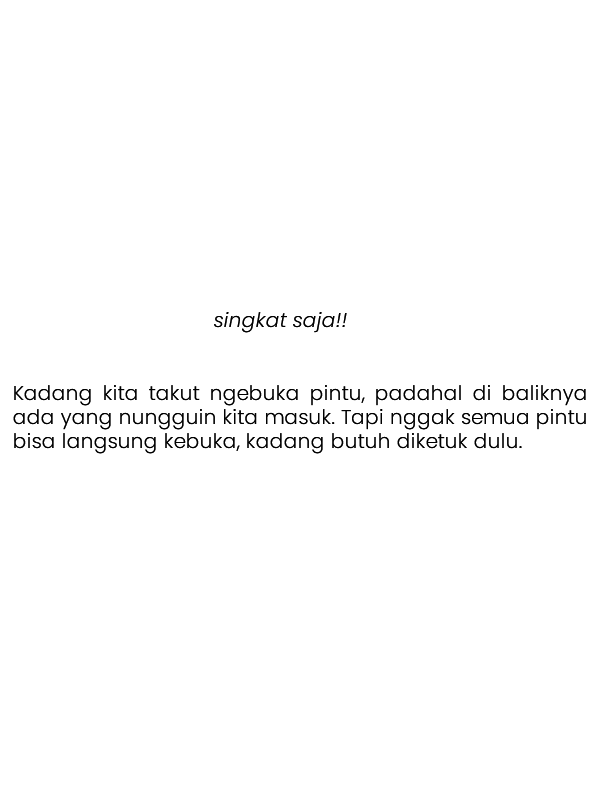 singkat saja!!
Kadang kita takut ngebuka pintu, padahal di baliknya
ada yang nungguin kita masuk. Tapi nggak semua pintu
bisa langsung kebuka, kadang butuh diketuk dulu.